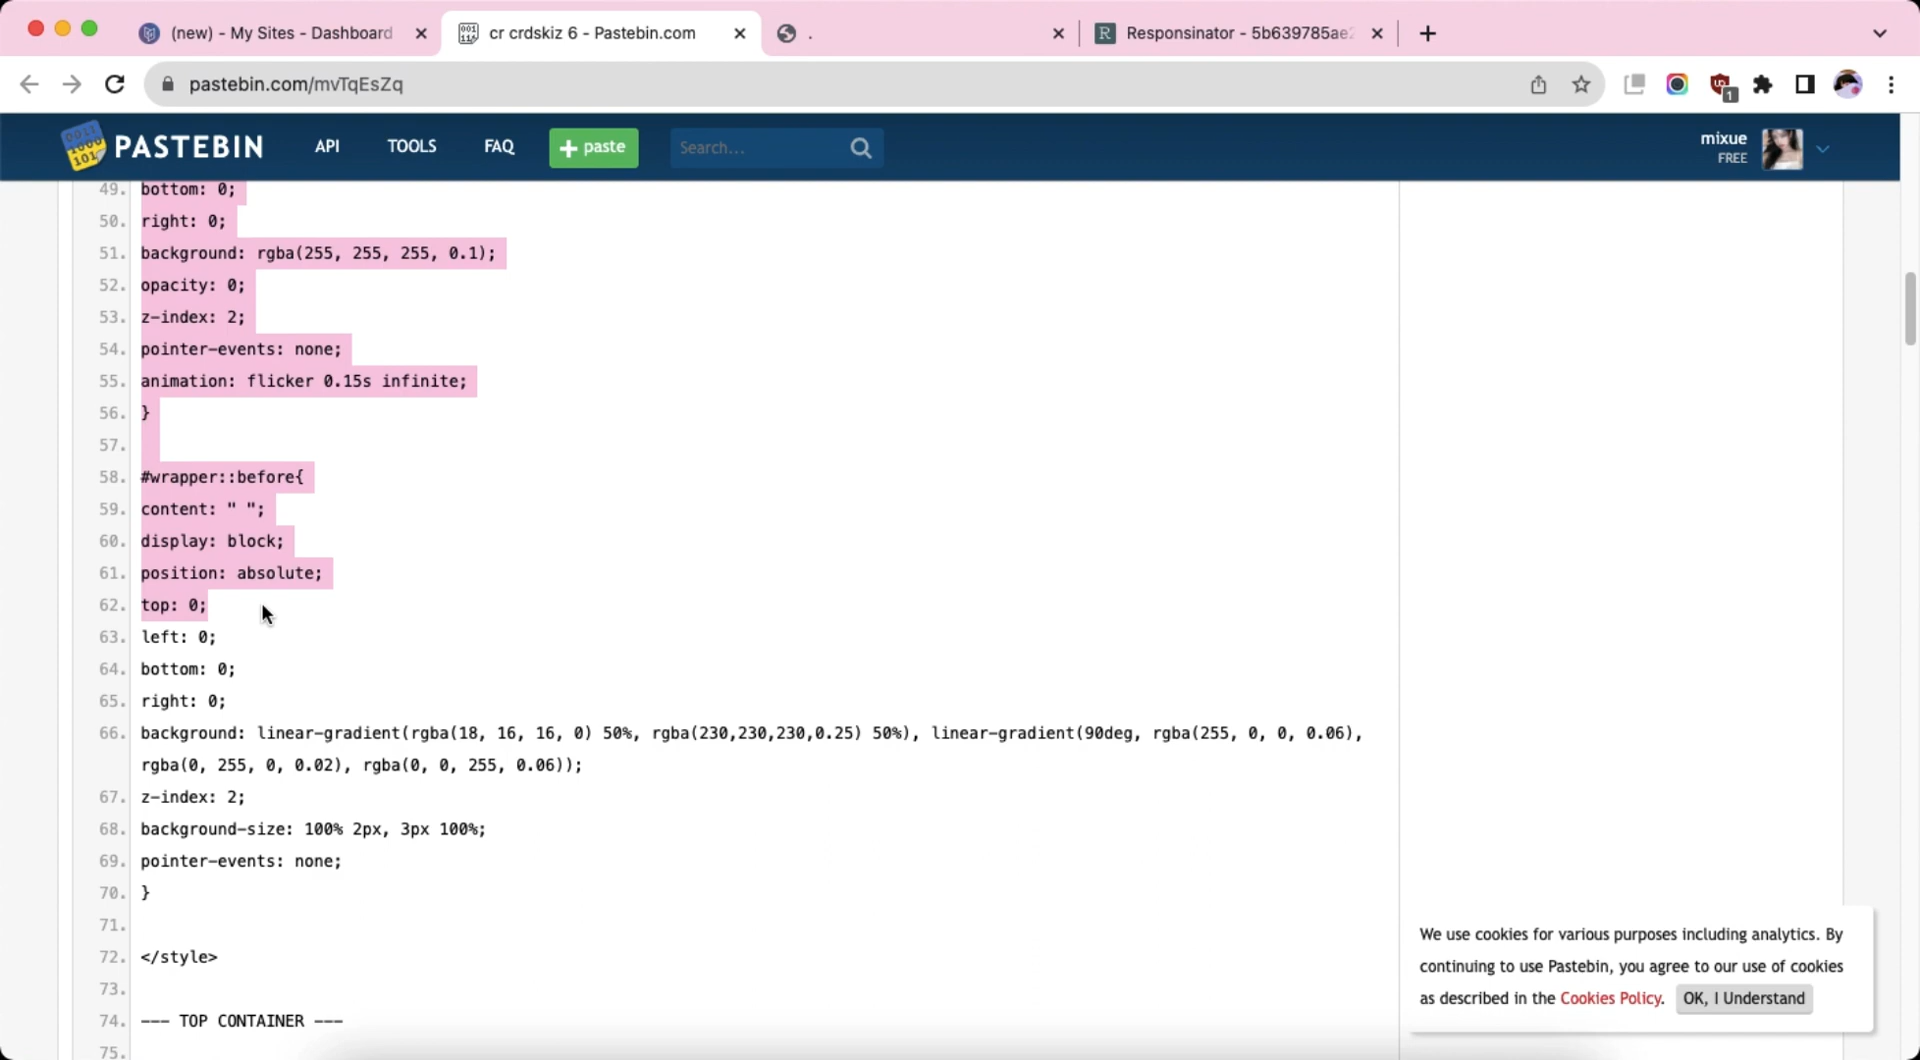 (new) - My Sites - Dashboard
cr crdskiz 6 - Pastebin.com
.
R Responsinator - 5b639785ae
pastebin.com/mvTqEsZq
1
PASTEBIN
API
TOOLS
FAQ
+ paste
Search...
mixue
FREE
49. bottom: 0;
50. right: 0;
51. background: rgba(255, 255, 255, 0.1);
52. opacity: 0;
53. z-index: 2;
54. pointer-events: none;
55. animation: flicker 0.15s infinite;
56. }
57.
58. #wrapper::before{
59. content: " ";
60. display: block;
61. position: absolute;
62. top: 0;
63. left: 0;
64. bottom: 0;
65. right: 0;
66. background: linear-gradient(rgba(18, 16, 16, 0) 50%, rgba(230,230,230,0.25) 50%), linear-gradient(90deg, rgba(255, 0, 0, 0.06),
rgba(0, 255, 0, 0.02), rgba(0, 0, 255, 0.06));
67. z-index: 2;
68. background-size: 100% 2px, 3px 100%;
69. pointer-events: none;
70. }
71.
72. </style>
73.
74. --- TOP CONTAINER ---
75.
We use cookies for various purposes including analytics. By
continuing to use Pastebin, you agree to our use of cookies
as described in the Cookies Policy. OK, I Understand